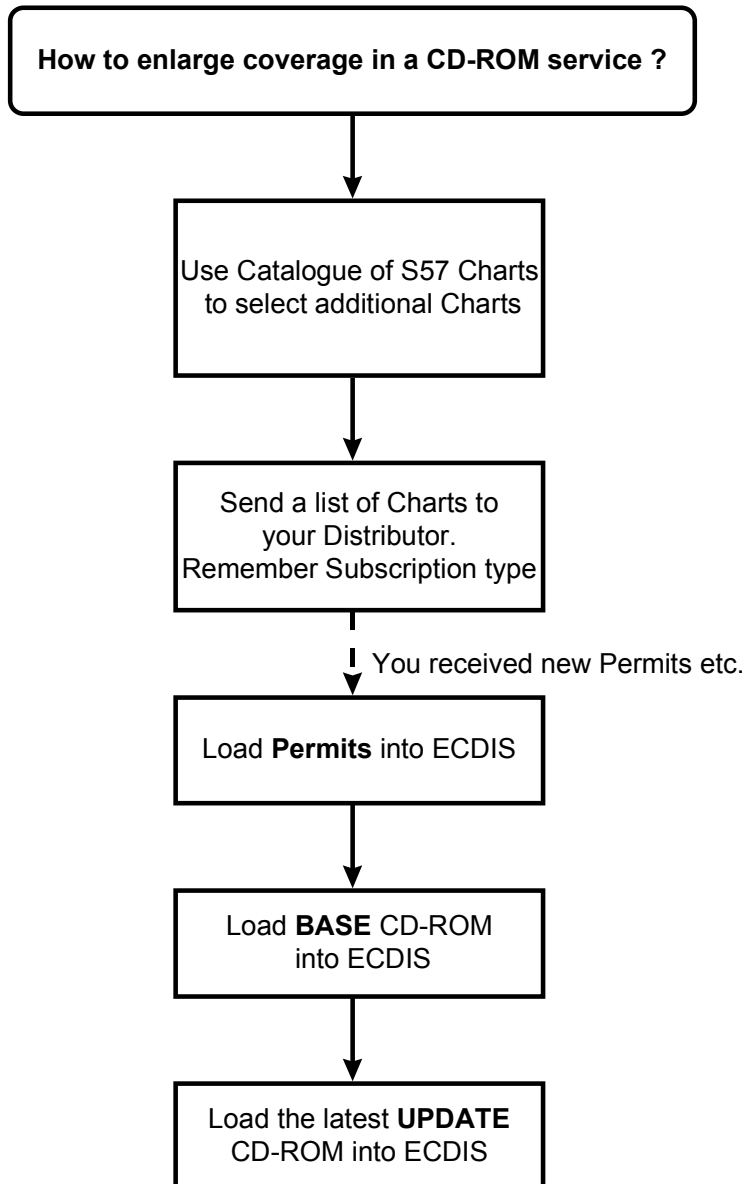 How to enlarge coverage in a CD-ROM service ?
Use Catalogue of S57 Charts
to select additional Charts
Send a list of Charts to
your Distributor.
Remember Subscription type
You received new Permits etc.
Load Permits into ECDIS
Load BASE CD-ROM
into ECDIS
Load the latest UPDATE
CD-ROM into ECDIS